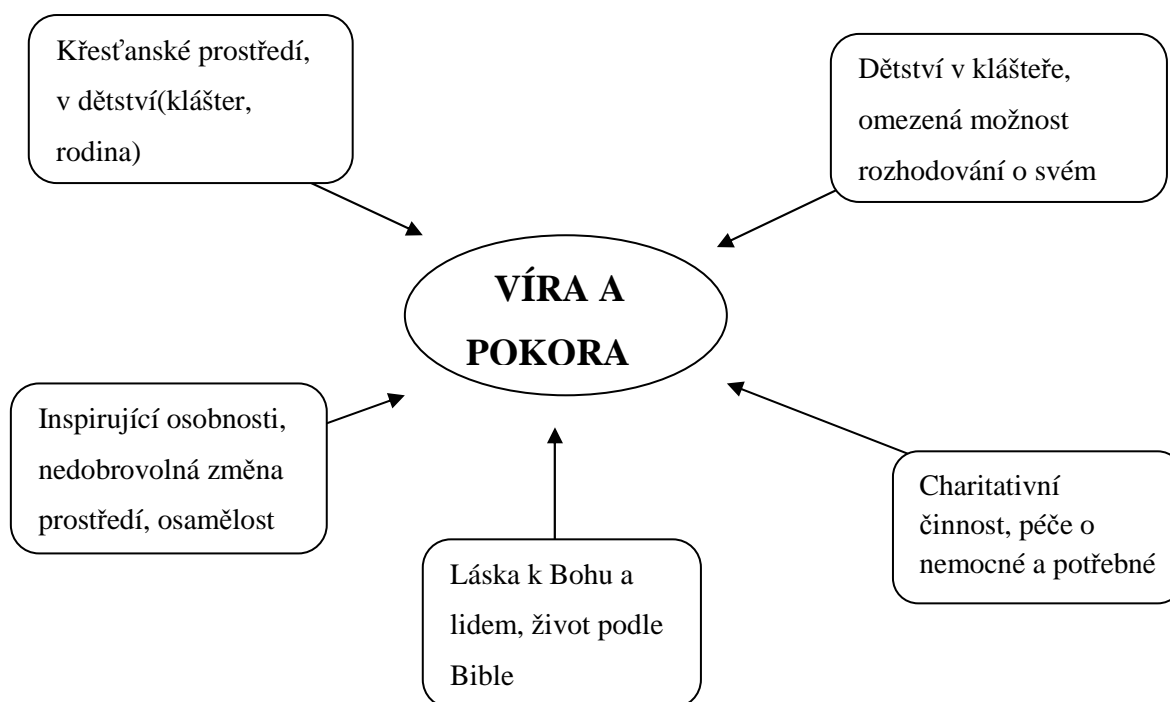 Křesťanské prostředí,
v dětství(klášter,
rodina)
Dětství v klášteře,
omezená možnost
rozhodování o svém
VÍRA A
POKORA
Inspirující osobnosti,
nedobrovolná změna
prostředí, osamělost
Láska k Bohu a
lidem, život podle
Bible
Charitativní
činnost, péče o
nemocné a potřebné